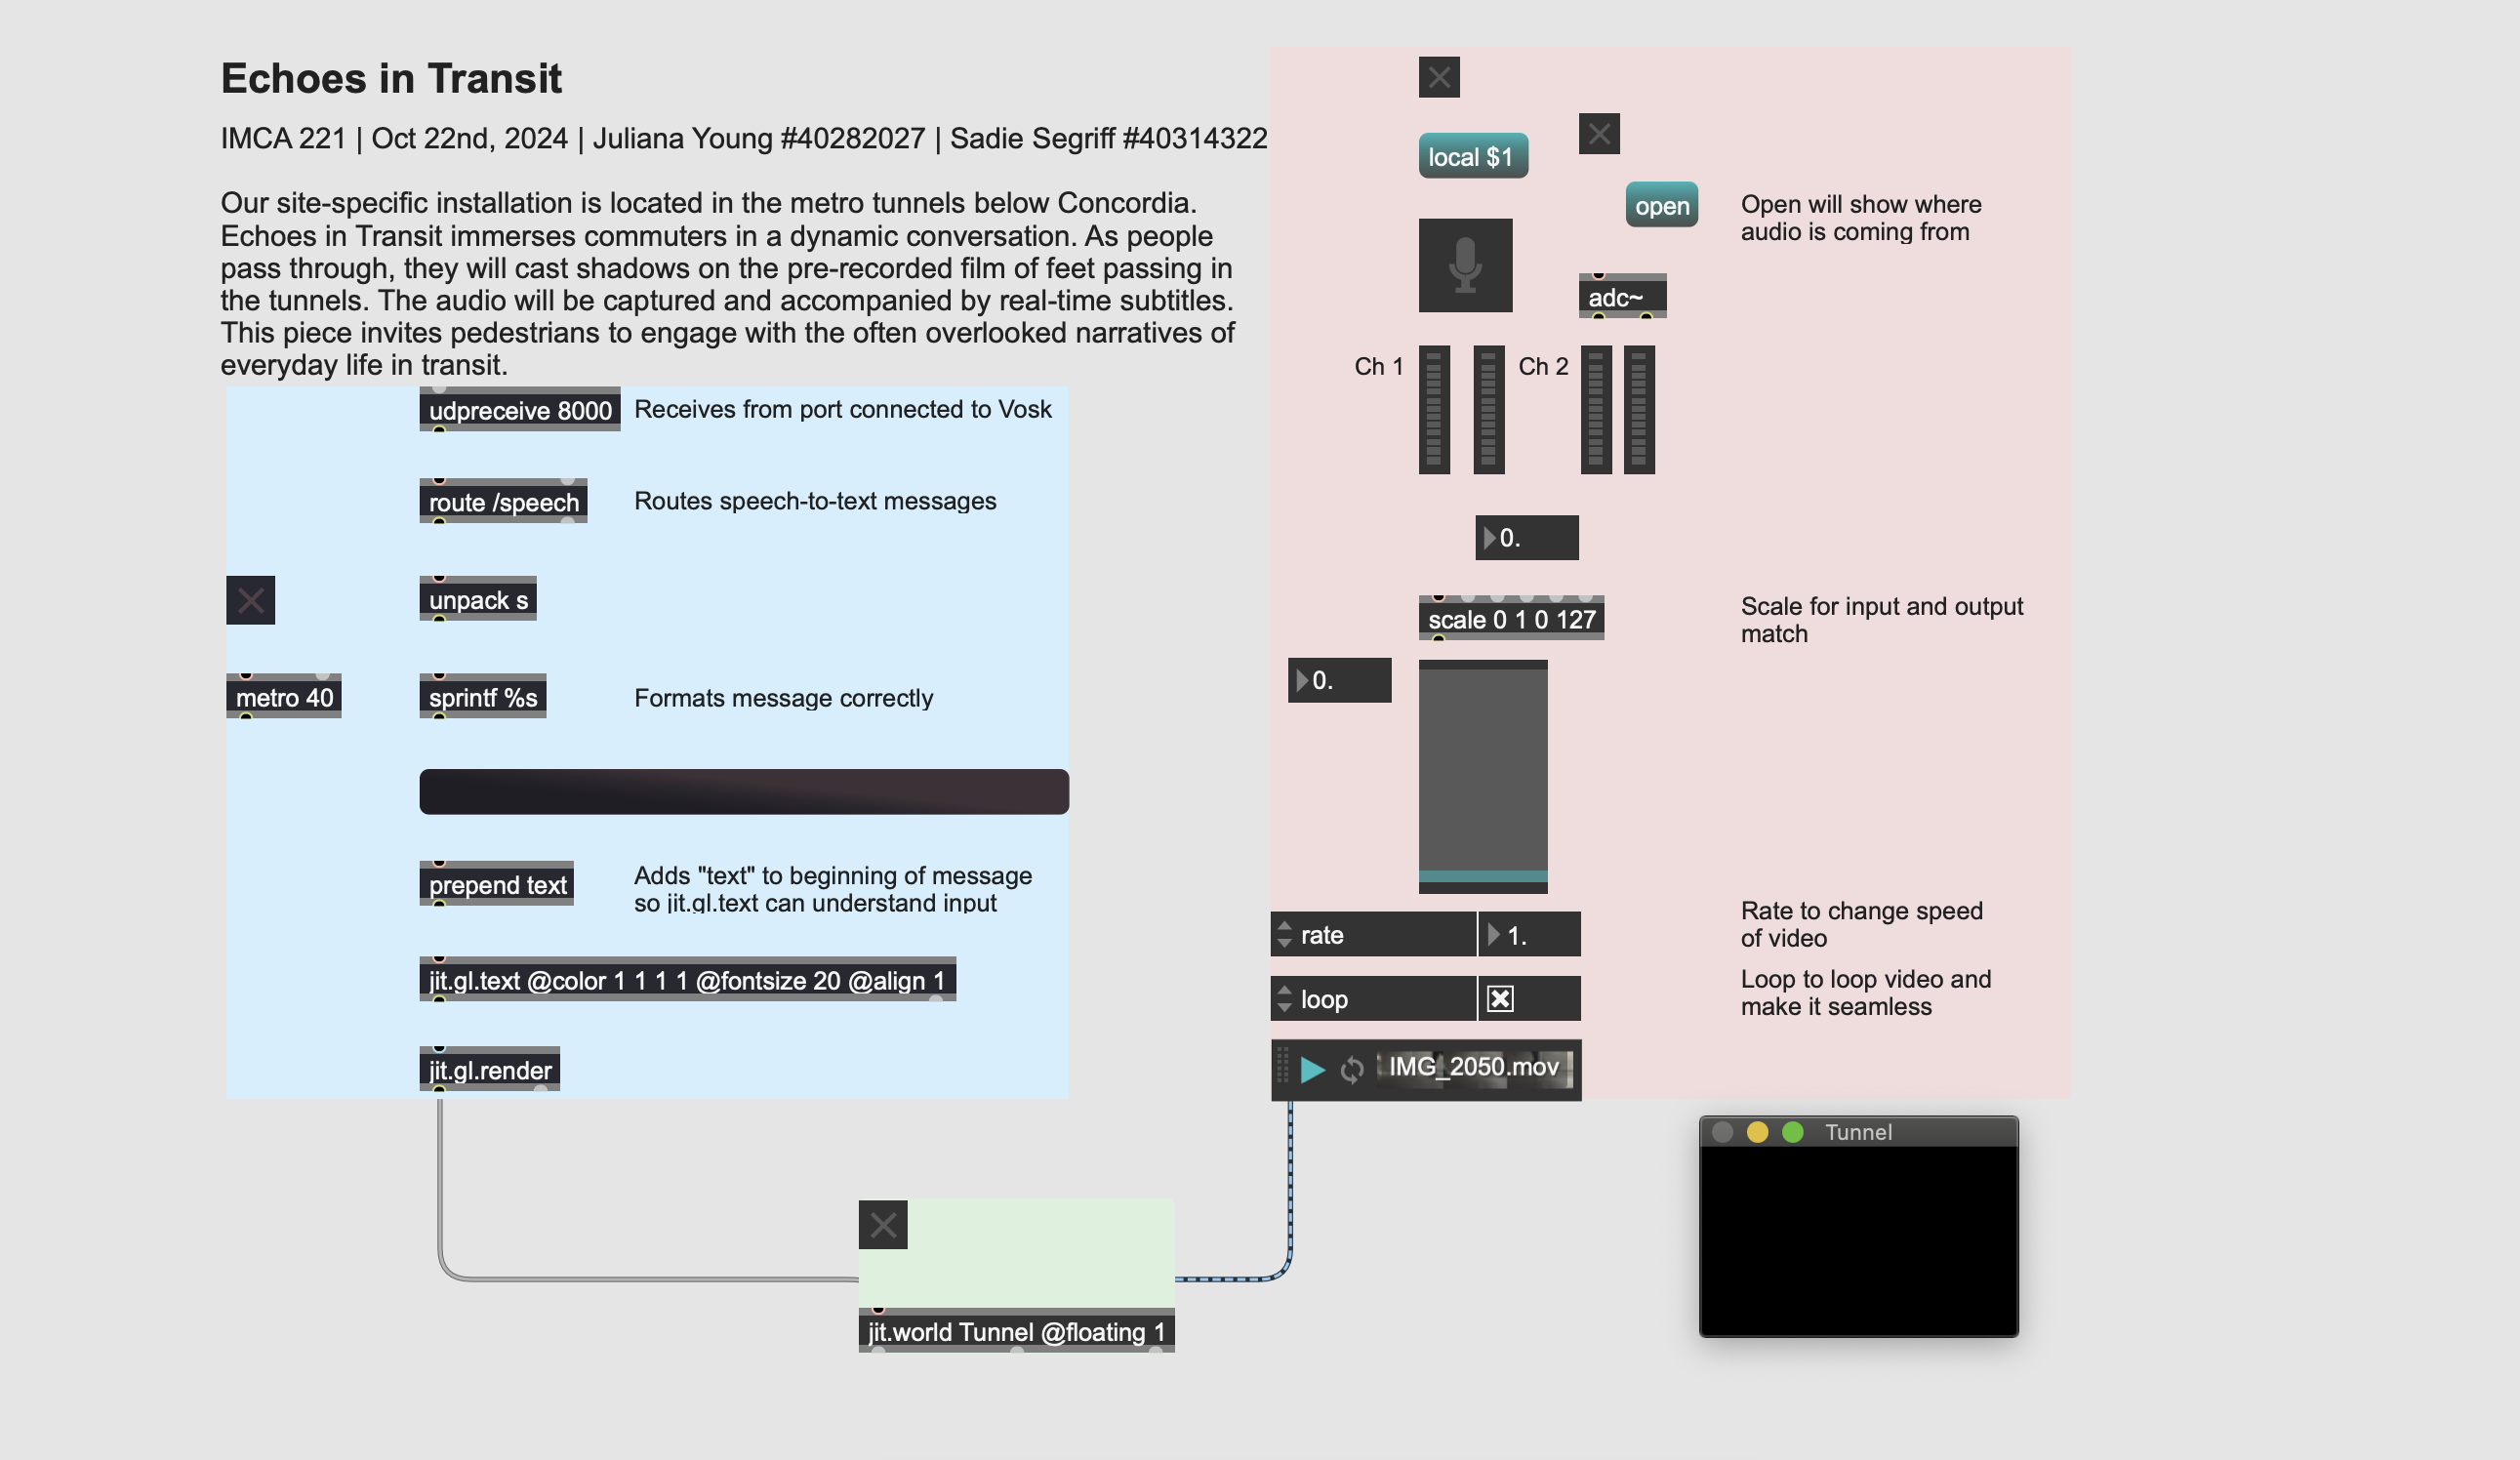 Echoes in Transit
IMCA 221 | Oct 22nd, 2024 | Juliana Young #40282027 | Sadie Segriff #40314322
Our site-specific installation is located in the metro tunnels below Concordia.
Echoes in Transit immerses commuters in a dynamic conversation. As people
pass through, they will cast shadows on the pre-recorded film of feet passing in
the tunnels. The audio will be captured and accompanied by real-time subtitles.
This piece invites pedestrians to engage with the often overlooked narratives of
everyday life in transit.
udpreceive 8000
Receives from port connected to Vosk
route /speech
Routes speech-to-text messages
unpack s
metro 40
sprintf %s
Formats message correctly
prepend text
Adds "text" to beginning of message
so jit.gl.text can understand input
jit.gl.text @color 1 1 1 1 @fontsize 20 @align 1
jit.gl.render
local $1
open
Open will show where
audio is coming from
adc~
Ch 1
Ch 2
0.
scale 0 1 0 127
Scale for input and output
match
0.
rate
1.
Rate to change speed
of video
loop
Loop to loop video and
make it seamless
IMG_2050.mov
Tunnel
jit.world Tunnel @floating 1